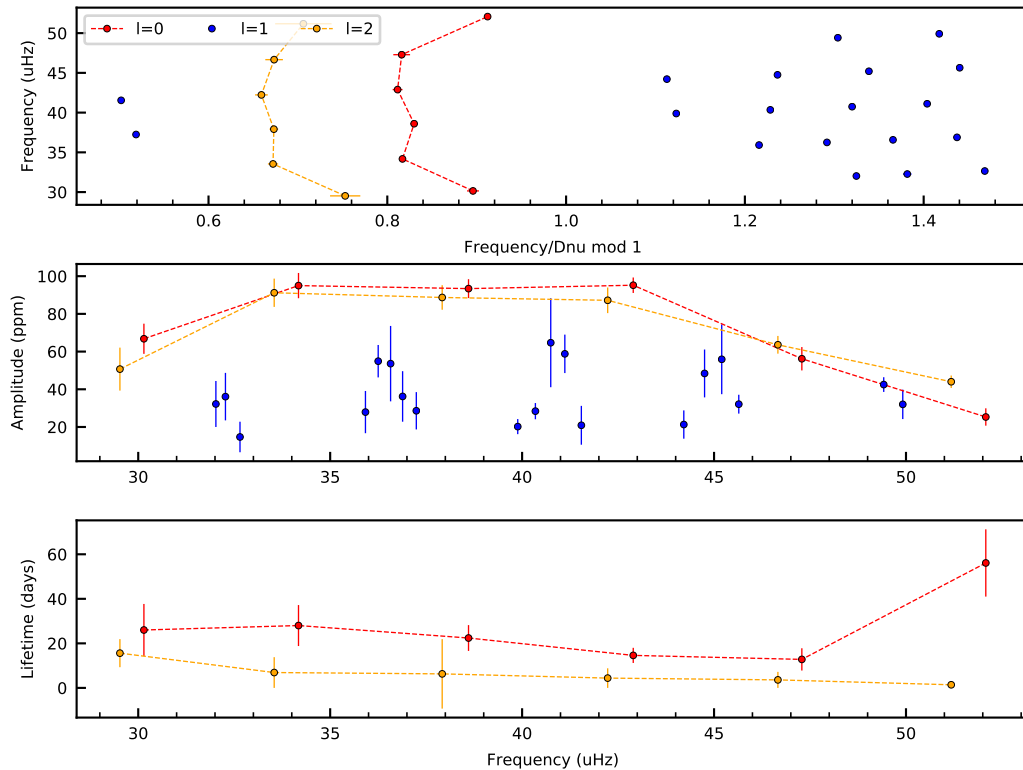 l=0 l=1 l=2
Frequency (uHz)
50
45
40
35
30
0.6 0.8 1.0 1.2 1.4
Frequency/Dnu mod 1
Amplitude (ppm)
100
80
60
40
20
30 35 40 45 50
Lifetime (days)
60
40
20
0
30 35 40 45 50
Frequency (uHz)